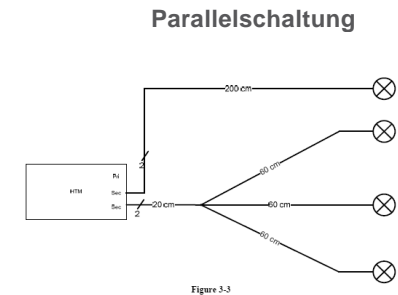 Parallelschaltung
200 cm
2
Pri
HTM
Sec
Sec
2
20 cm
60 cm
60 cm
60 cm
Figure 3-3